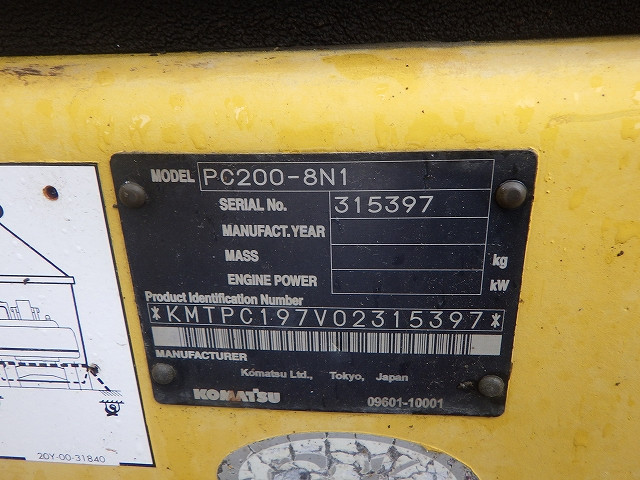 MODEL PC200-8N1
SERIAL No. 315397
MANUFACT.YEAR
MASS kg
ENGINE POWER kW
Product Identification Number
*KMTPC197V02315397*
MANUFACTURER
Komatsu Ltd., Tokyo, Japan
KOMATSU 09601-10001
20Y-00-31840